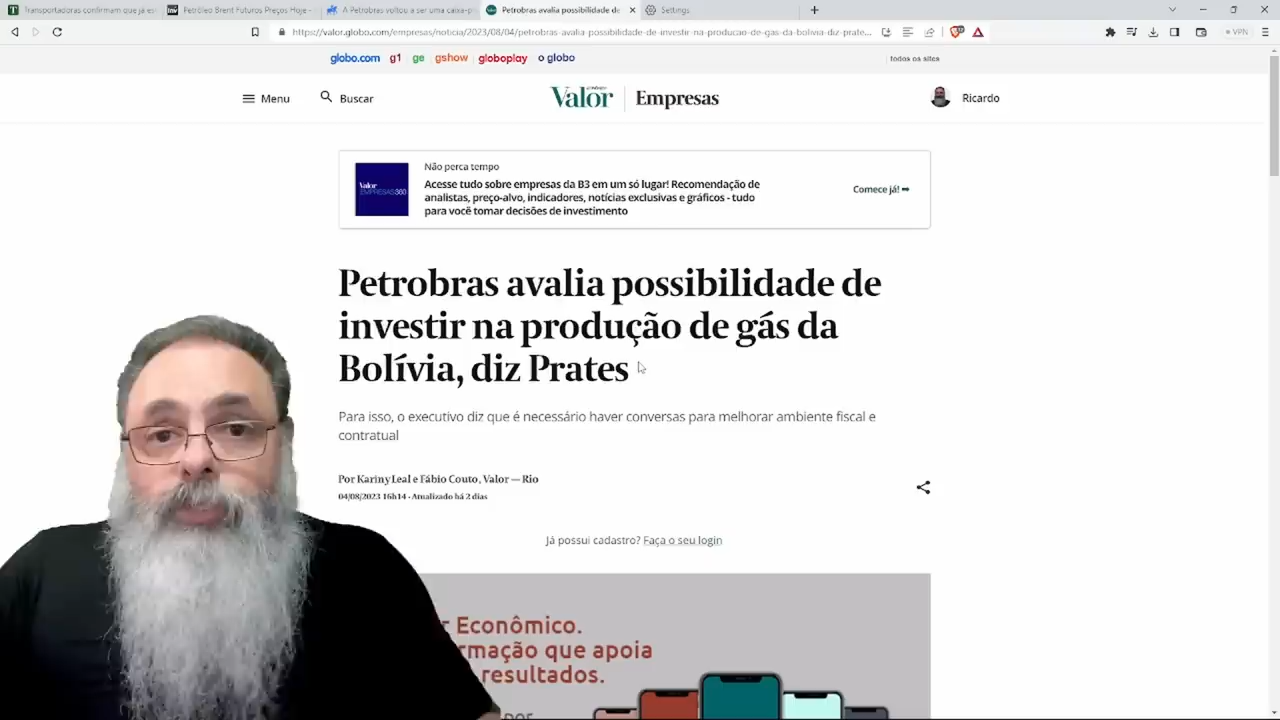 Transportadoras confirmam que já es
Petróleo Brent Futuros Preços Hoje -
A Petrobras voltou a ser uma caixa-p
Petrobras avalia possibilidade de
Settings
https://valor.globo.com/empresas/noticia/2023/08/04/petrobras-avalia-possibilidade-de-investir-na-producao-de-gas-da-bolivia-diz-prate...
VPN
globo.com g1 ge gshow globoplay o globo
todos os sites
Menu
Buscar
Valor
Empresas
Ricardo
Não perca tempo
Acesse tudo sobre empresas da B3 em um só lugar! Recomendação de
analistas, preço-alvo, indicadores, notícias exclusivas e gráficos - tudo
para você tomar decisões de investimento
Valor
EMPRESAS360
Comece já! ➡
Petrobras avalia possibilidade de
investir na produção de gás da
Bolívia, diz Prates
Para isso, o executivo diz que é necessário haver conversas para melhorar ambiente fiscal e
contratual
Por Kariny Leal e Fábio Couto, Valor — Rio
04/08/2023 16h14 · Atualizado há 2 dias
Já possui cadastro? Faça o seu login
Econômico.
rmação que apoia
resultados.